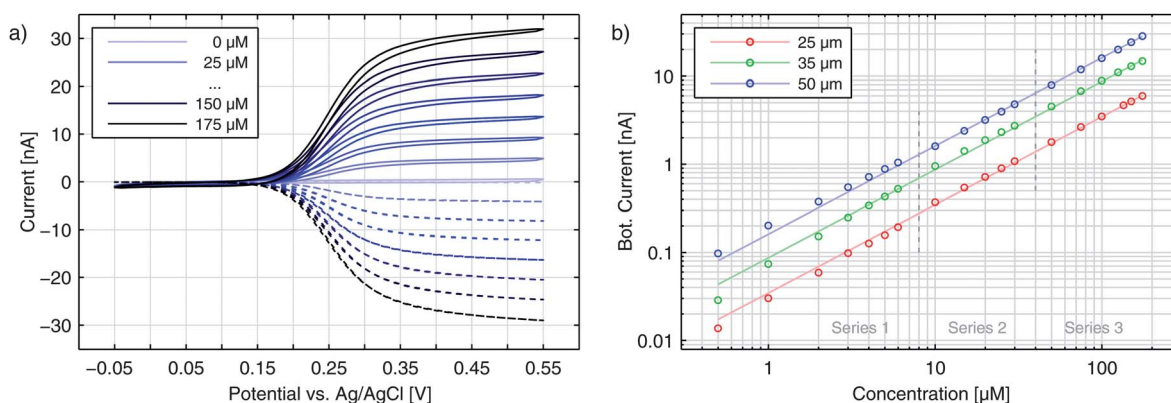 a)
30
20
10
0
−10
−20
−30
Current [nA]
0 µM
25 µM
...
150 µM
175 µM
−0.05
0.05
0.15
0.25
0.35
0.45
0.55
Potential vs. Ag/AgCl [V]
b)
10
1
0.1
0.01
Bot. Current [nA]
25 µm
35 µm
50 µm
Series 1
Series 2
Series 3
1
10
100
Concentration [µM]